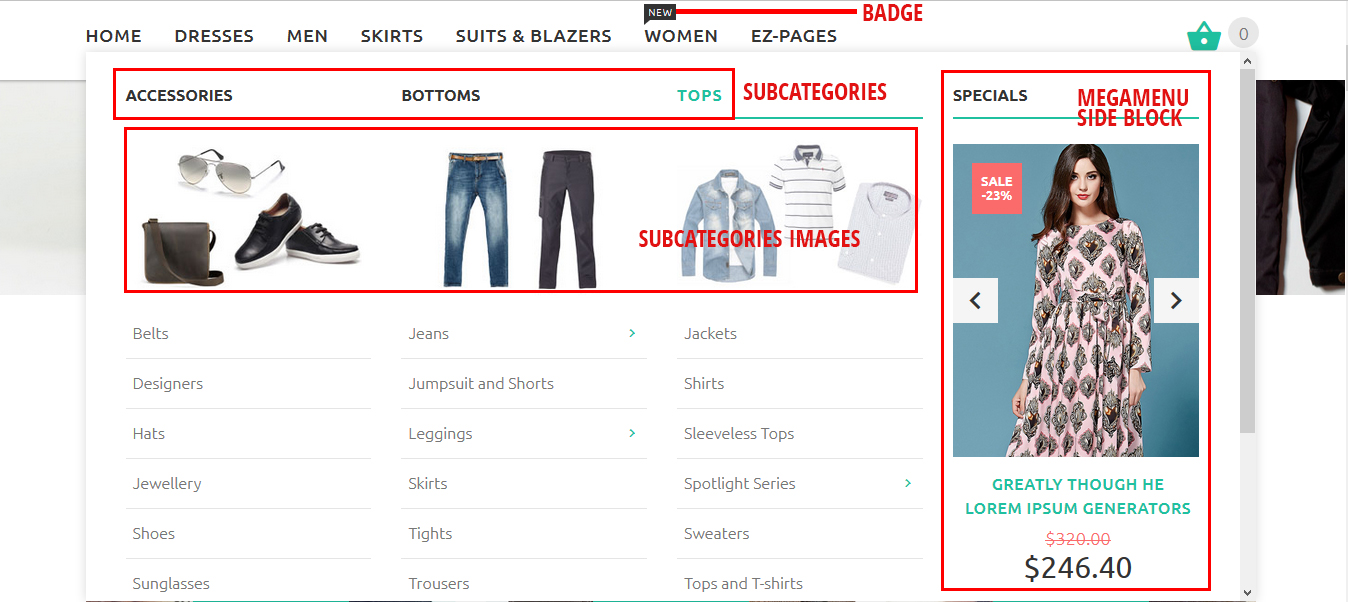 NEW
BADGE
HOME DRESSES MEN SKIRTS SUITS & BLAZERS WOMEN EZ-PAGES
0
ACCESSORIES BOTTOMS TOPS
SUBCATEGORIES
SPECIALS
MEGAMENU
SIDE BLOCK
SALE
-23%
SUBCATEGORIES IMAGES
Belts Jeans Jackets
Designers Jumpsuit and Shorts Shirts
Hats Leggings Sleeveless Tops
Jewellery Skirts Spotlight Series
Shoes Tights Sweaters
Sunglasses Trousers Tops and T-shirts
GREATLY THOUGH HE
LOREM IPSUM GENERATORS
$320.00
$246.40